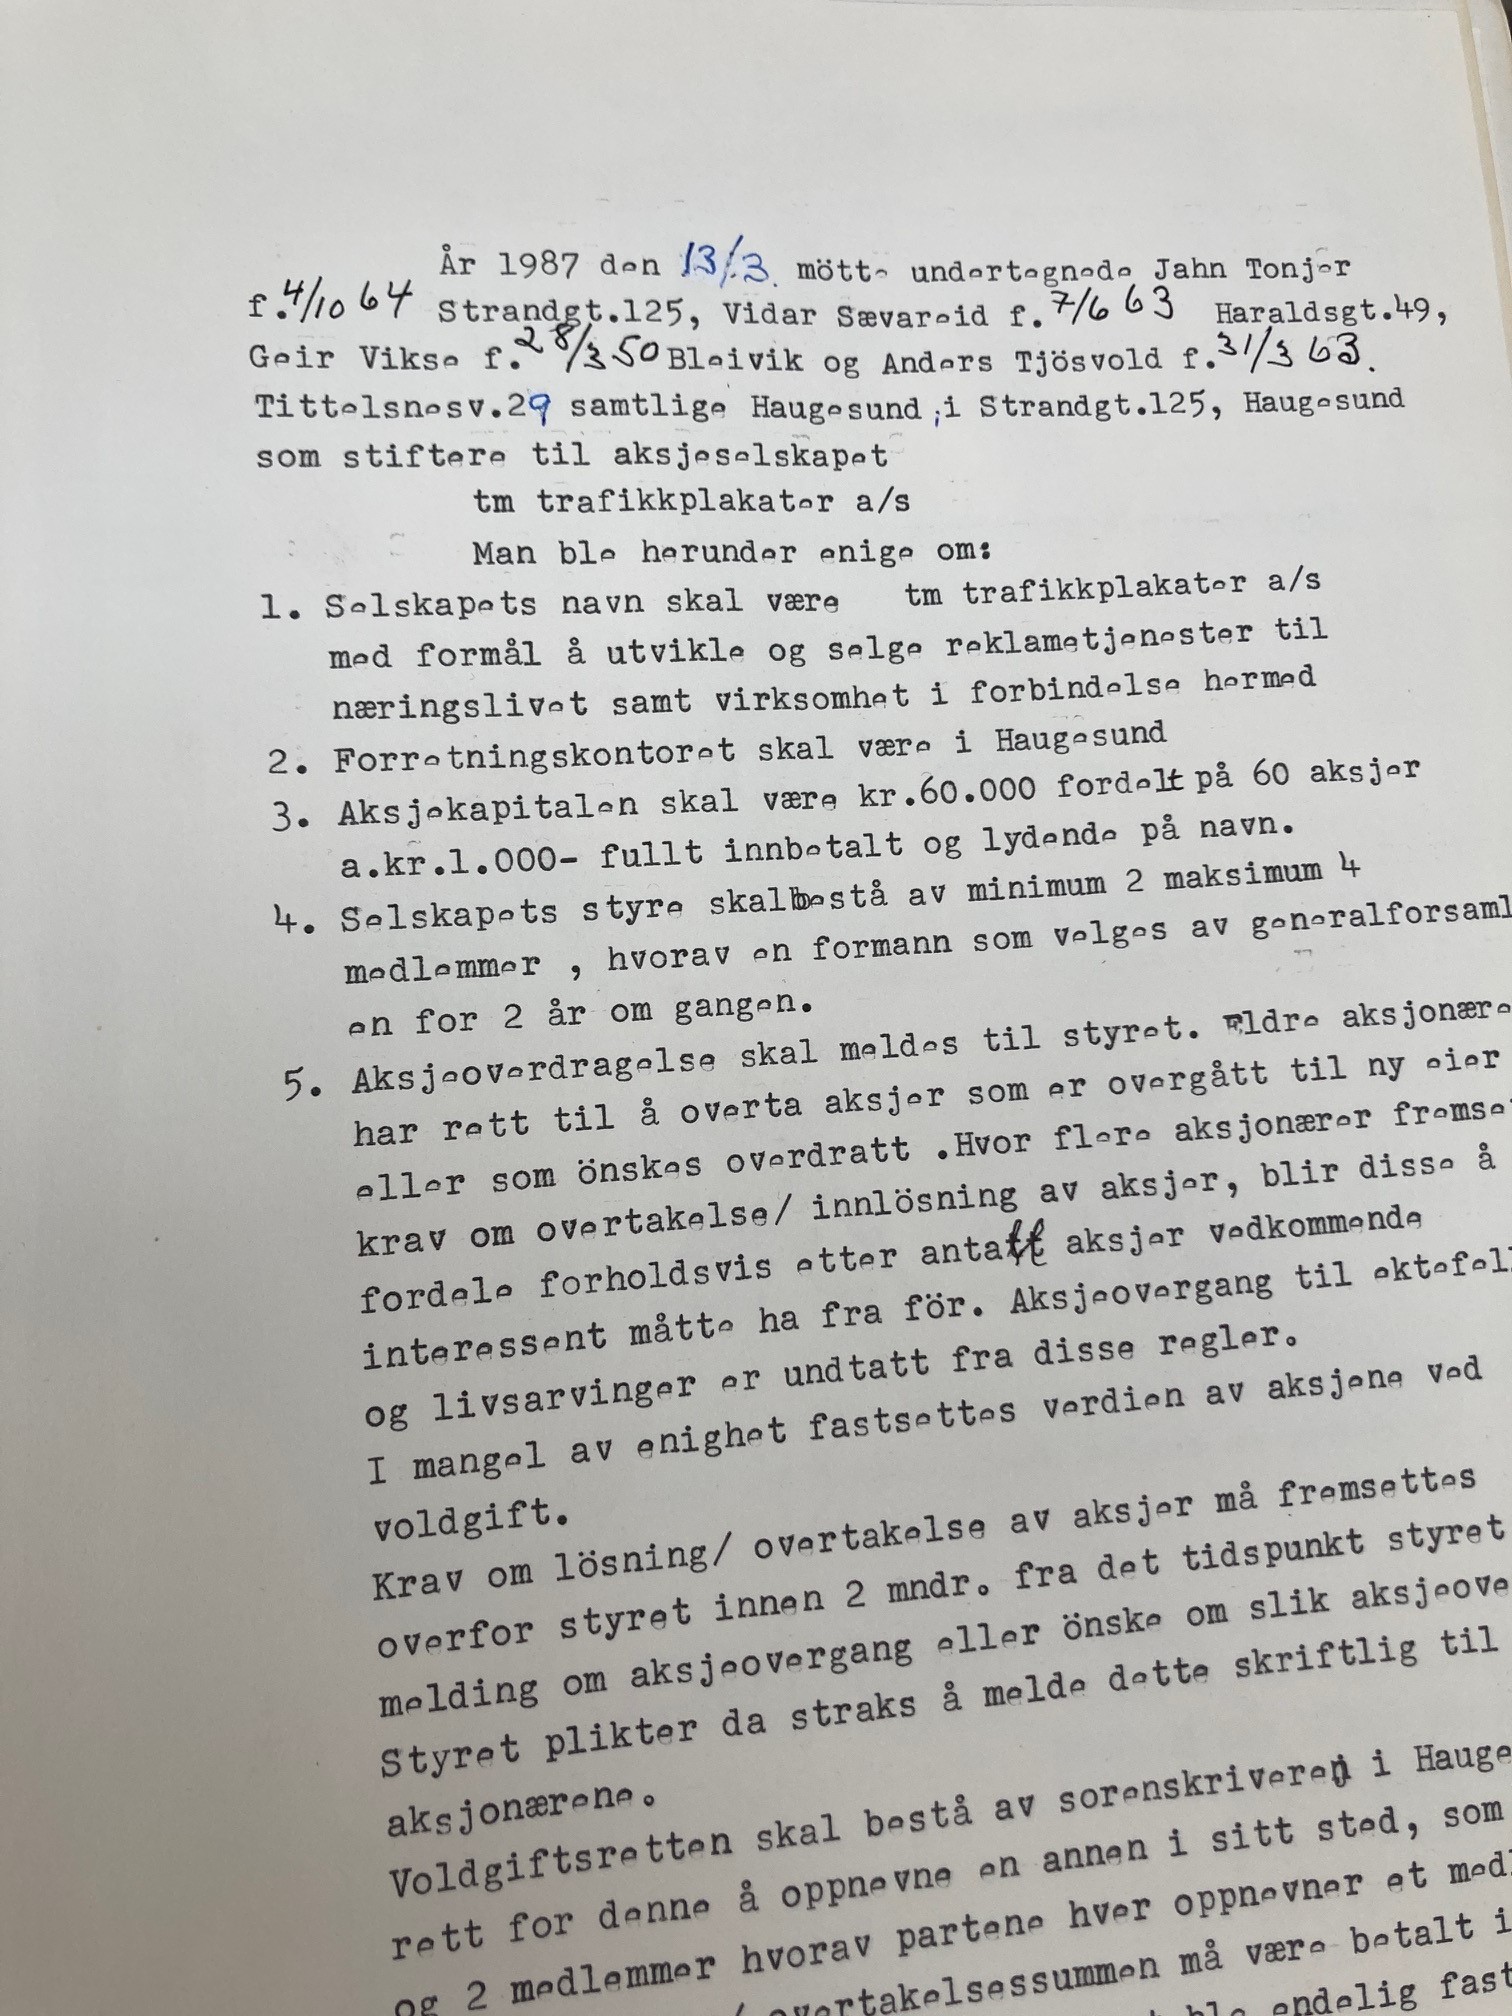 År 1987 den 13/3. mötte undertegnede Jahn Tonjer
f.4/10 64 Strandgt.125, Vidar Sævareid f.7/6 63 Haraldsgt.49,
Geir Vikse f.28/3 50 Bleivik og Anders Tjösvold f.31/3 63.
Tittelsnesv.29 samtlige Haugesund ,i Strandgt.125, Haugesund
som stiftere til aksjeselskapet
tm trafikkplakater a/s
Man ble herunder enige om:
1. Selskapets navn skal være tm trafikkplakater a/s
med formål å utvikle og selge reklametjenester til
næringslivet samt virksomhet i forbindelse hermed
2. Forretningskontoret skal være i Haugesund
3. Aksjekapitalen skal være kr.60.000 fordelt på 60 aksjer
a.kr.1.000- fullt innbetalt og lydende på navn.
4. Selskapets styre skal bestå av minimum 2 maksimum 4
medlemmer , hvorav en formann som velges av generalforsaml
en for 2 år om gangen.
5. Aksjeoverdragelse skal meldes til styret. Eldre aksjonære
har rett til å overta aksjer som er overgått til ny eier
eller som önskes overdratt .Hvor flere aksjonærer fremse
krav om overtakelse/ innlösning av aksjer, blir disse å
fordele forholdsvis etter antall aksjer vedkommende
interessent måtte ha fra för. Aksjeovergang til ektefel
og livsarvinger er undtatt fra disse regler.
I mangel av enighet fastsettes verdien av aksjene ved
voldgift.
Krav om lösning/ overtakelse av aksjer må fremsettes
overfor styret innen 2 mndr. fra det tidspunkt styret
melding om aksjeovergang eller önske om slik aksjeove
Styret plikter da straks å melde dette skriftlig til
aksjonærene.
Voldgiftsretten skal bestå av sorenskriveren i Hauge
rett for denne å oppnevne en annen i sitt sted, som
og 2 medlemmer hvorav partene hver oppnevner et med
/ overtakelsessummen må være betalt i
ble endelig fast